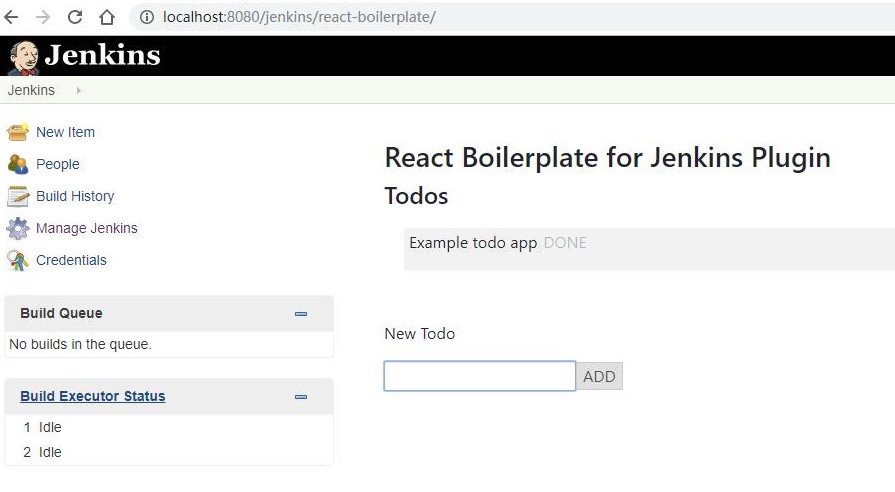 localhost:8080/jenkins/react-boilerplate/
Jenkins
Jenkins
New Item
People
Build History
Manage Jenkins
Credentials
Build Queue
No builds in the queue.
Build Executor Status
1 Idle
2 Idle
React Boilerplate for Jenkins Plugin
Todos
Example todo app DONE
New Todo
ADD